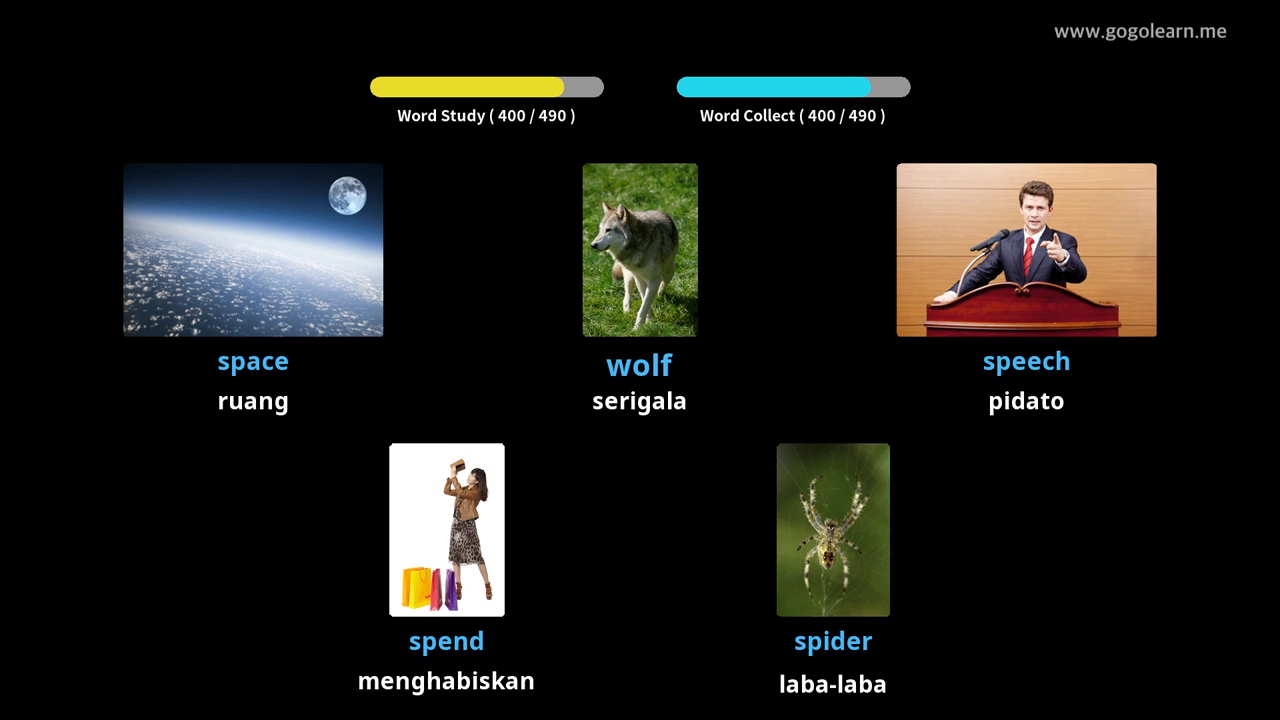 www.gogolearn.me
Word Study ( 400 / 490 )
Word Collect ( 400 / 490 )
space
ruang
wolf
serigala
speech
pidato
spend
menghabiskan
spider
laba-laba